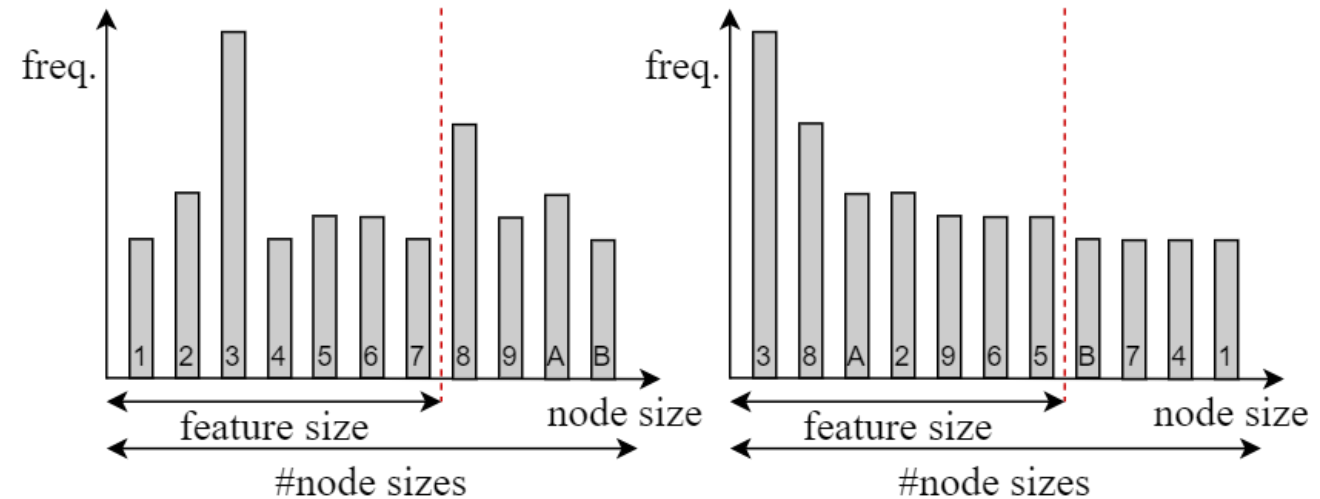 freq.
1 2 3 4 5 6 7 8 9 A B
node size
feature size
#node sizes
freq.
3 8 A 2 9 6 5 B 7 4 1
node size
feature size
#node sizes